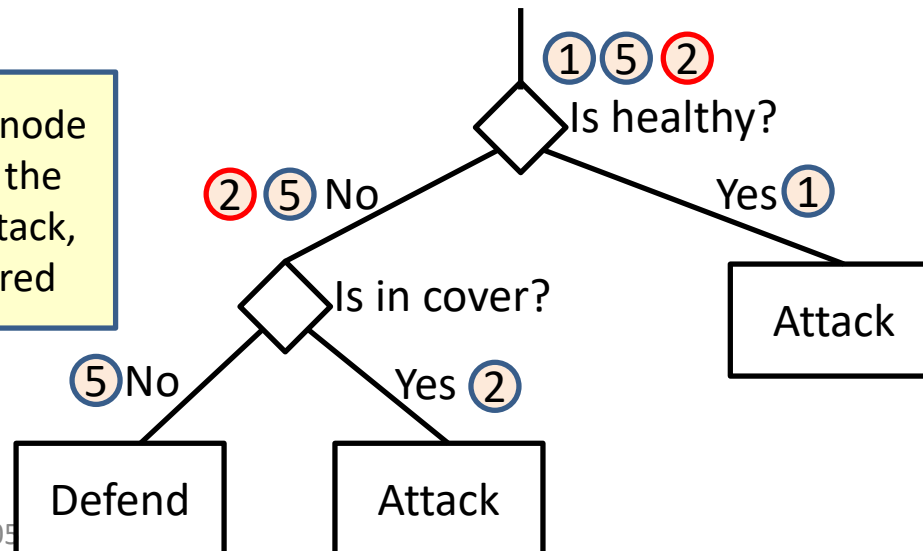 1 5 2
Is healthy?
node
the
tack,
red
2 5 No
Yes 1
Is in cover?
Attack
5 No
Yes 2
Defend
Attack
05